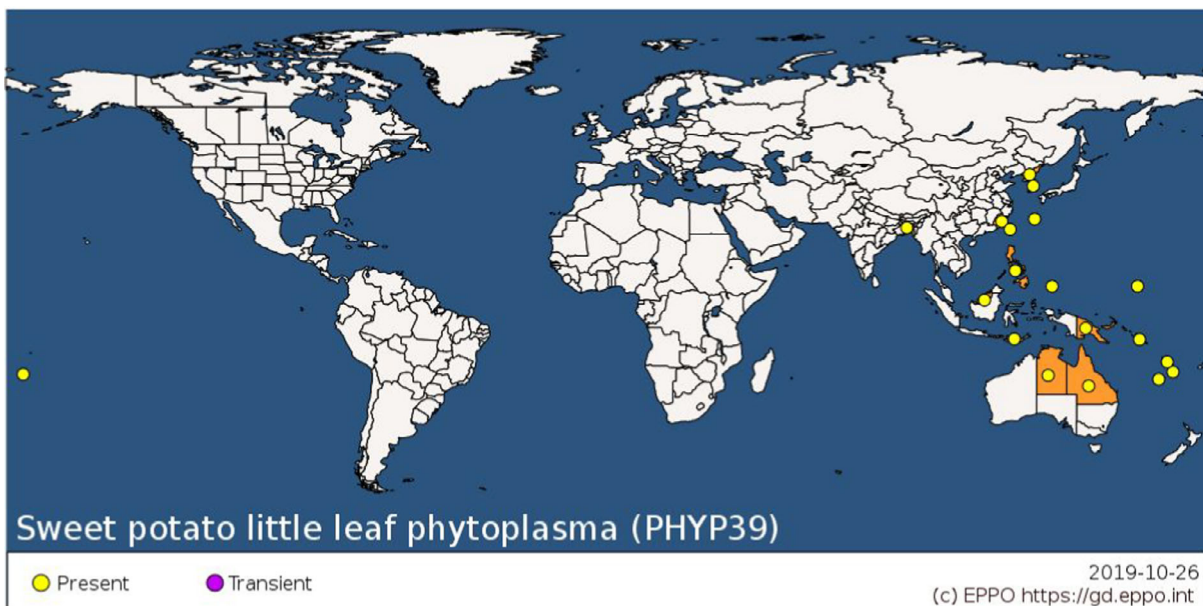 Sweet potato little leaf phytoplasma (PHYP39)
Present
Transient
2019-10-26
(c) EPPO https://gd.eppo.int